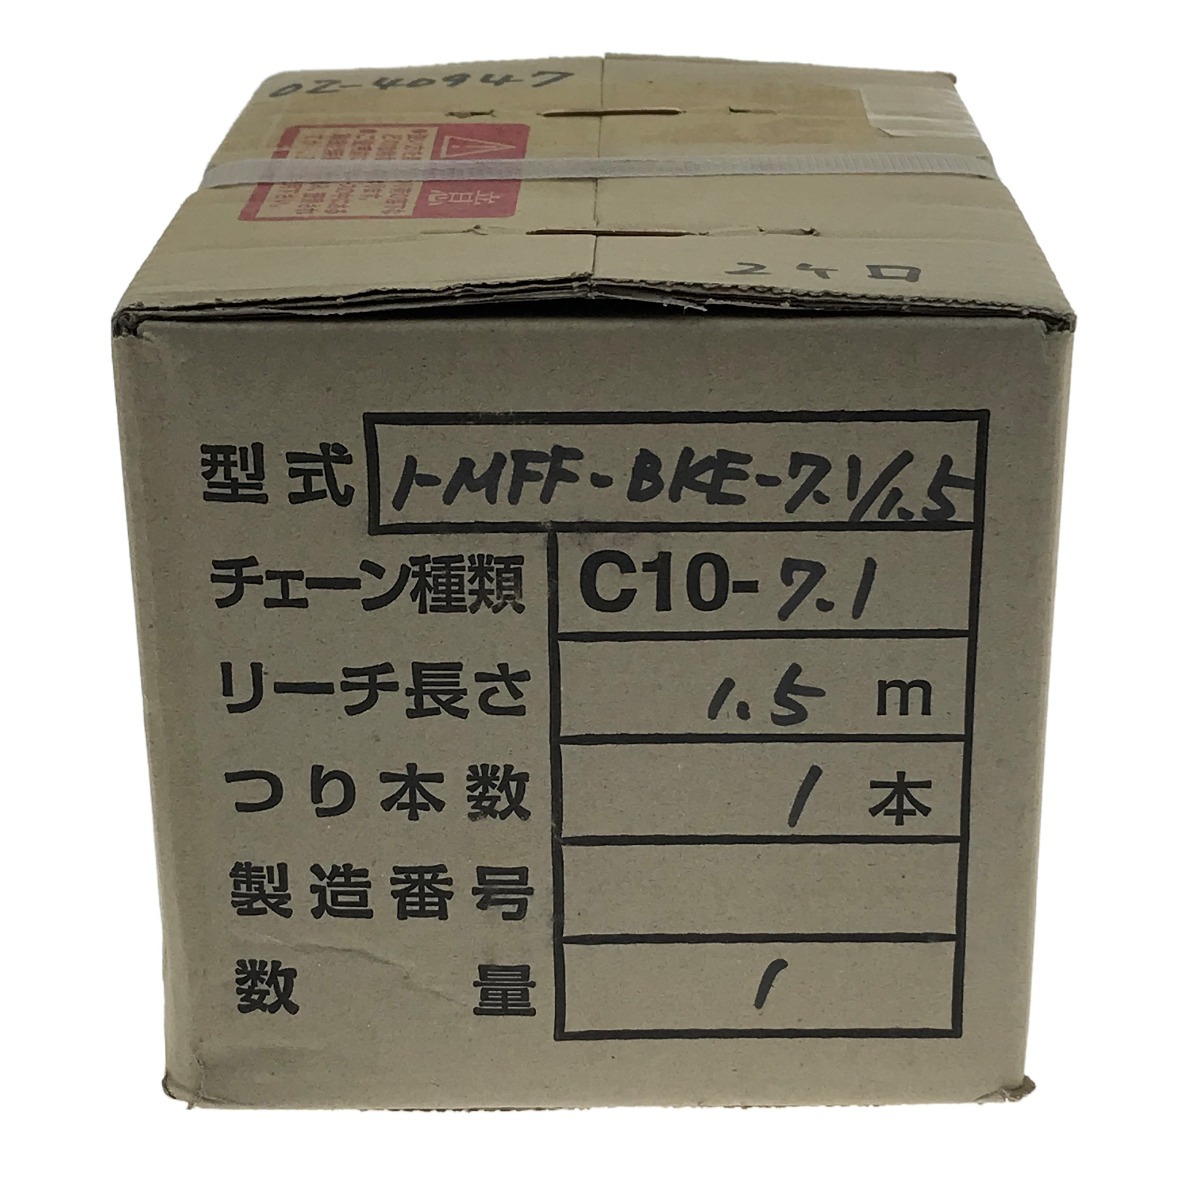 02-40947
意
24口
型式 1-MFF-BKE-7.1/1.5
チェーン種類 C10-7.1
リーチ長さ 1.5 m
つり本数 1 本
製造番号
数量 1